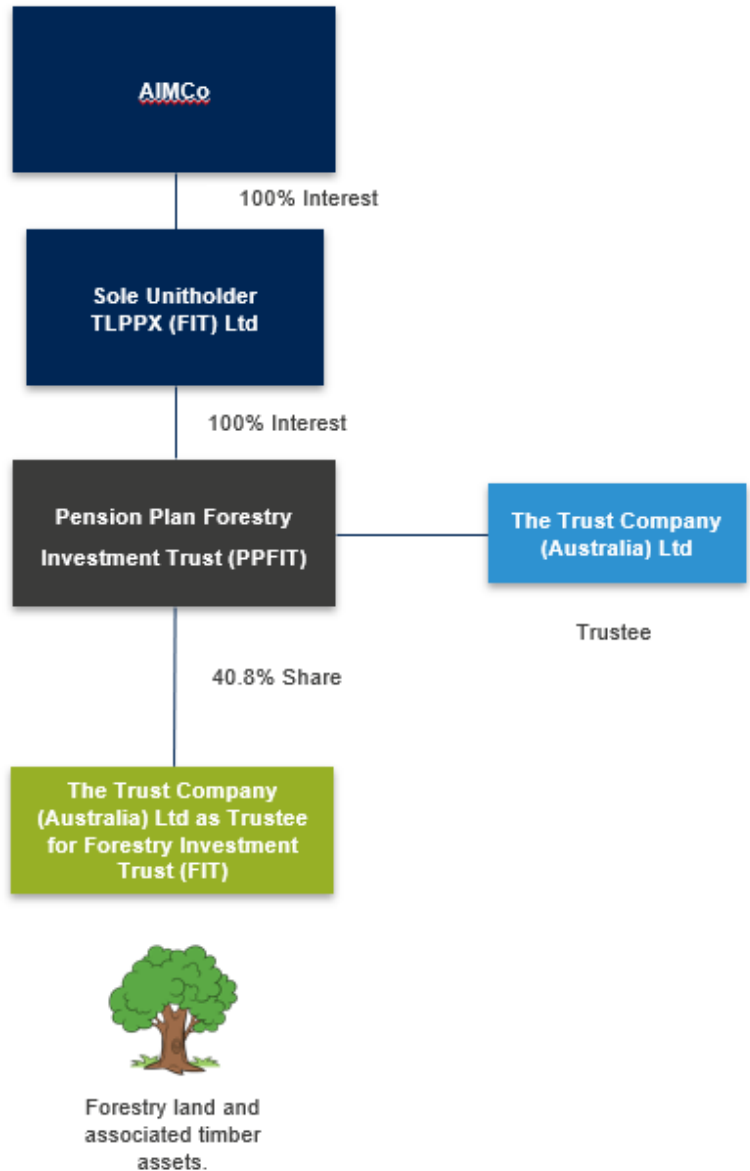 AIMCo
100% Interest
Sole Unitholder
TLPPX (FIT) Ltd
100% Interest
Pension Plan Forestry
Investment Trust (PPFIT)
The Trust Company
(Australia) Ltd
Trustee
40.8% Share
The Trust Company
(Australia) Ltd as Trustee
for Forestry Investment
Trust (FIT)
Forestry land and
associated timber
assets.